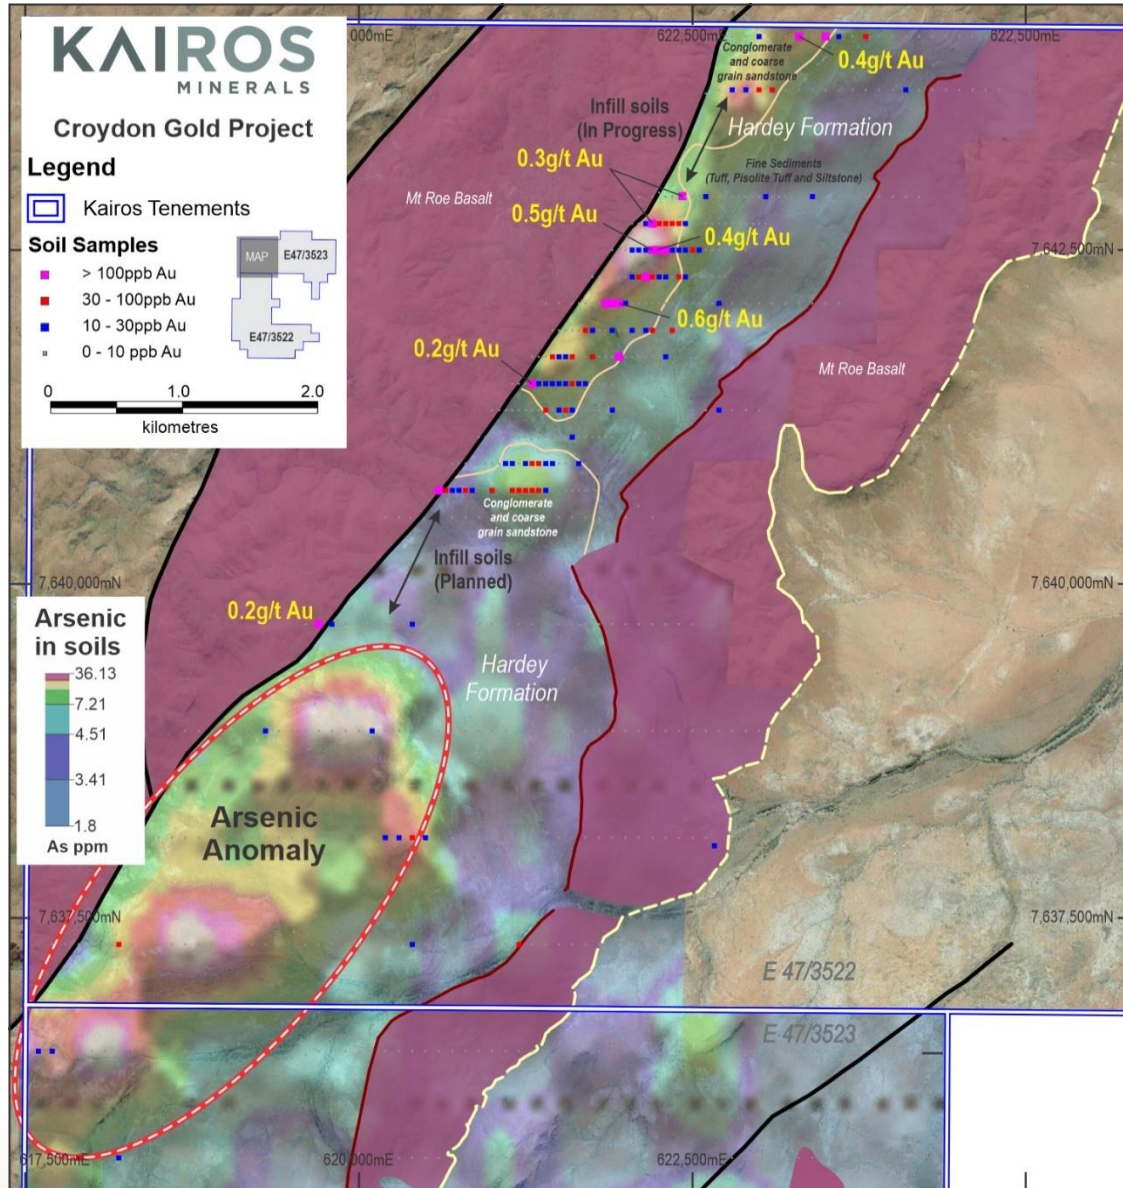 KAIROS
MINERALS
Croydon Gold Project
Legend
Kairos Tenements
Soil Samples
> 100ppb Au
30 - 100ppb Au
10 - 30ppb Au
0 - 10 ppb Au
MAP
E47/3523
E47/3522
0 1.0 2.0
kilometres
000mE
622,500mE
622,500mE
Conglomerate
and coarse
grain sandstone
0.4g/t Au
Infill soils
(In Progress)
Hardey Formation
0.3g/t Au
Fine Sediments
(Tuff, Pisolite Tuff and Siltstone)
Mt Roe Basalt
0.5g/t Au
0.4g/t Au
7,642,500mN
0.6g/t Au
0.2g/t Au
Mt Roe Basalt
Conglomerate
and coarse
grain sandstone
Infill soils
(Planned)
7,640,000mN
7,640,000mN
0.2g/t Au
Arsenic
in soils
36.13
7.21
4.51
3.41
1.8
As ppm
Hardey
Formation
Arsenic
Anomaly
7,637,500mN
7,637,500mN
E 47/3522
E 47/3523
617,500mE
620,000mE
622,500mE